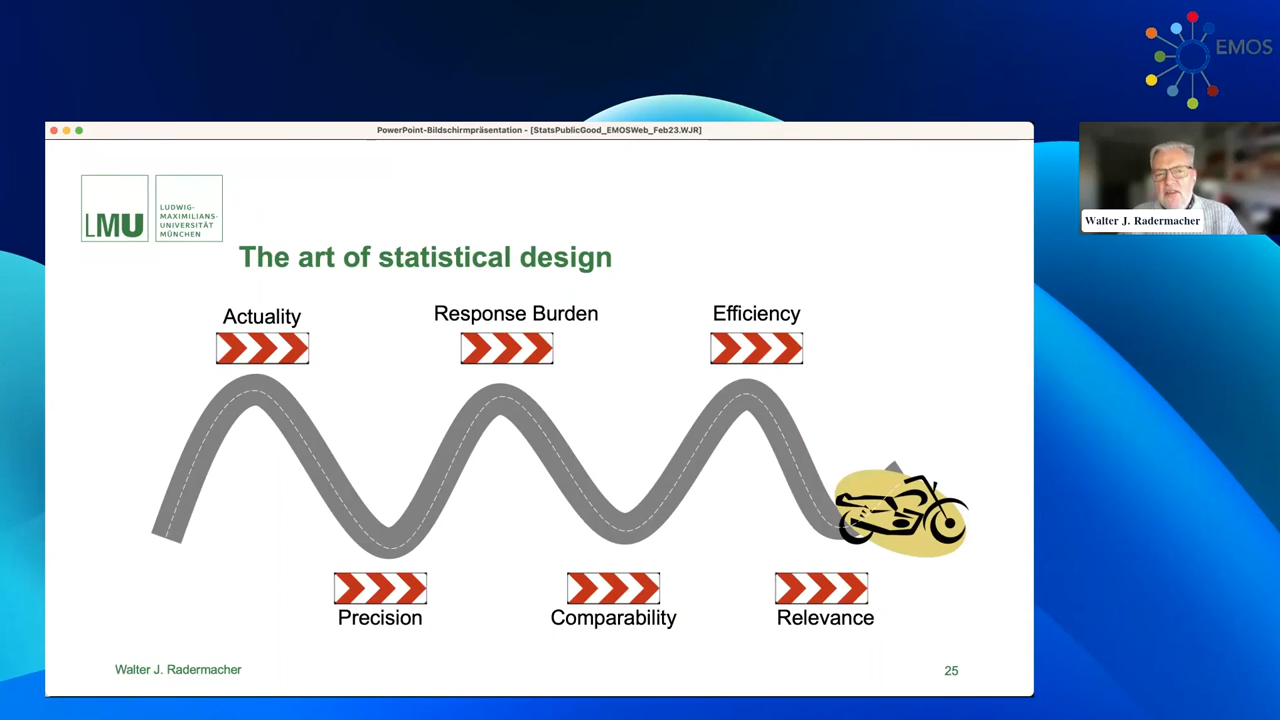 EMOS
PowerPoint-Bildschirmpräsentation - [StatsPublicGood_EMOSWeb_Feb23.WJR]
LMU
LUDWIG-
MAXIMILIANS-
UNIVERSITÄT
MÜNCHEN
The art of statistical design
Actuality
Response Burden
Efficiency
Precision
Comparability
Relevance
Walter J. Radermacher
25
Walter J. Radermacher